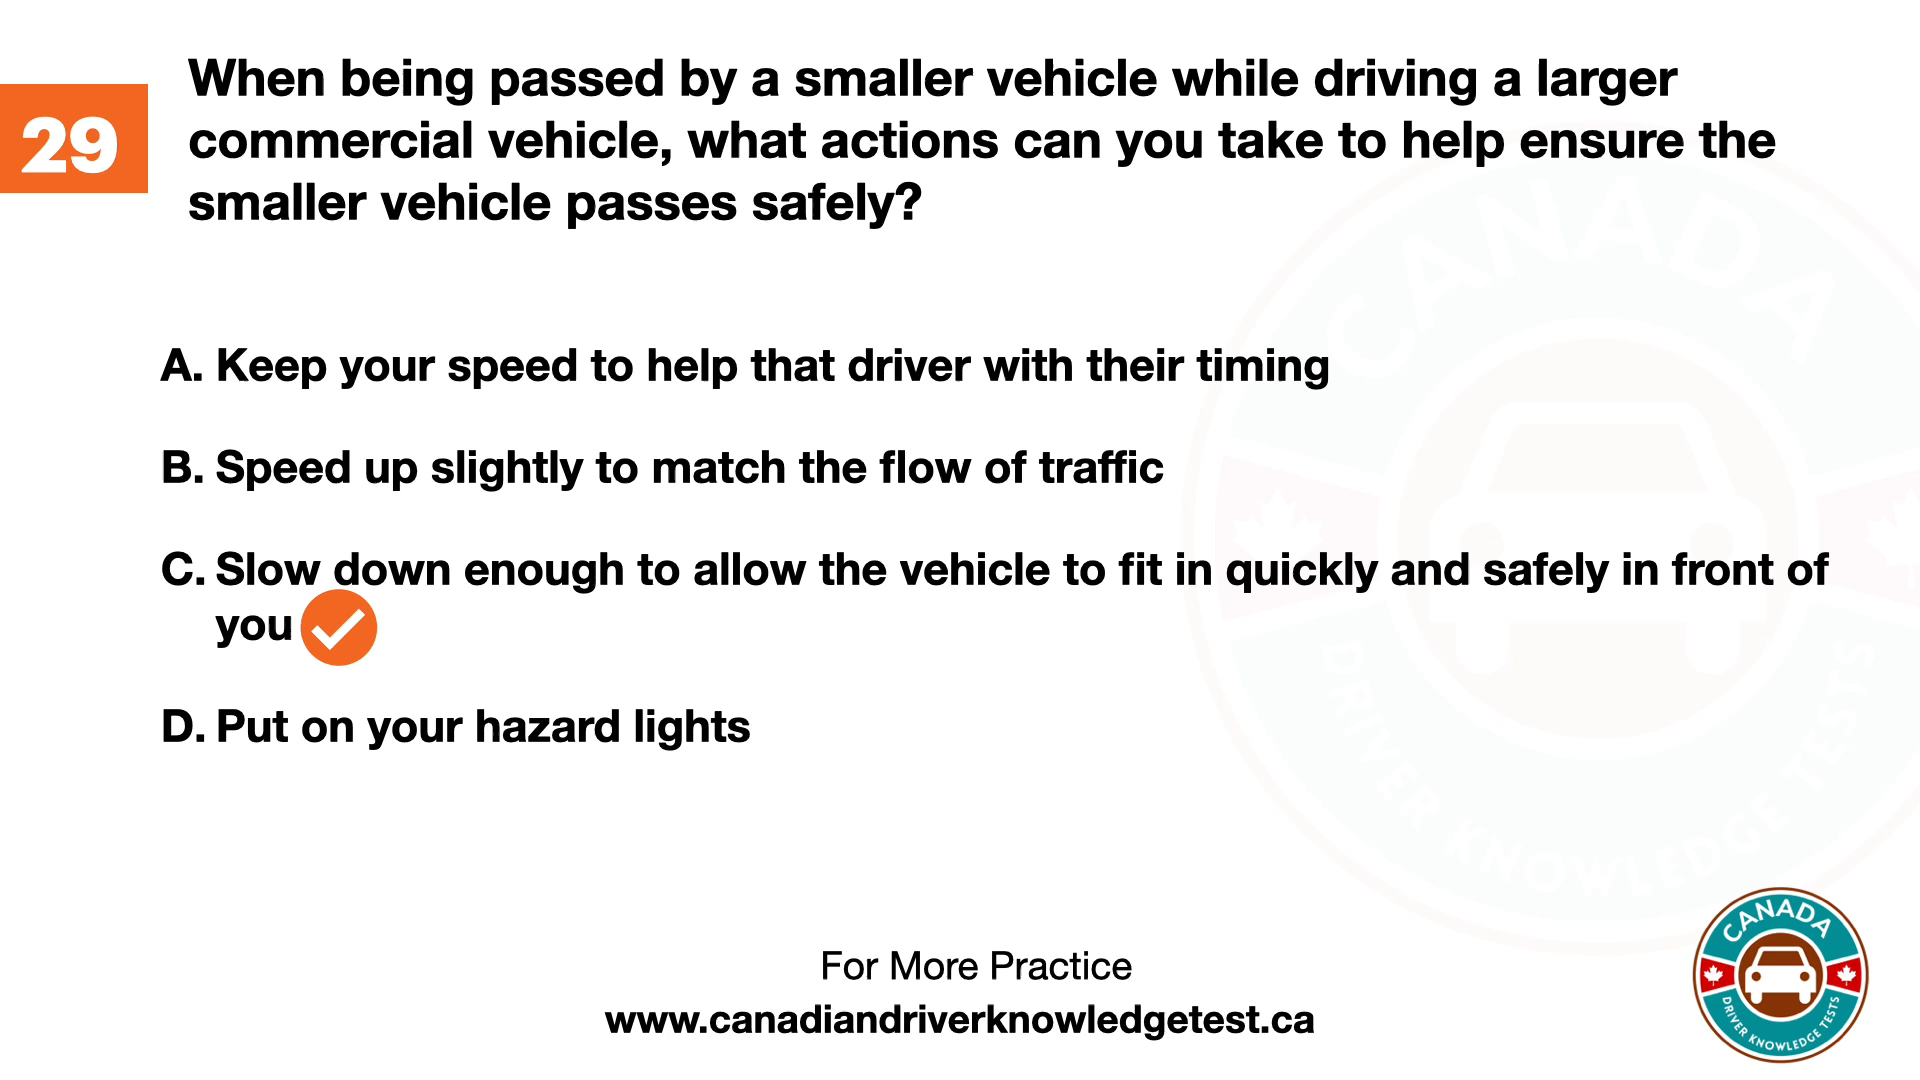 29
When being passed by a smaller vehicle while driving a larger
commercial vehicle, what actions can you take to help ensure the
smaller vehicle passes safely?
A. Keep your speed to help that driver with their timing
B. Speed up slightly to match the flow of traffic
C. Slow down enough to allow the vehicle to fit in quickly and safely in front of
you
D. Put on your hazard lights
CANADA
DRIVER KNOWLEDGE TESTS
For More Practice
www.canadiandriverknowledgetest.ca
CANADA
DRIVER KNOWLEDGE TESTS